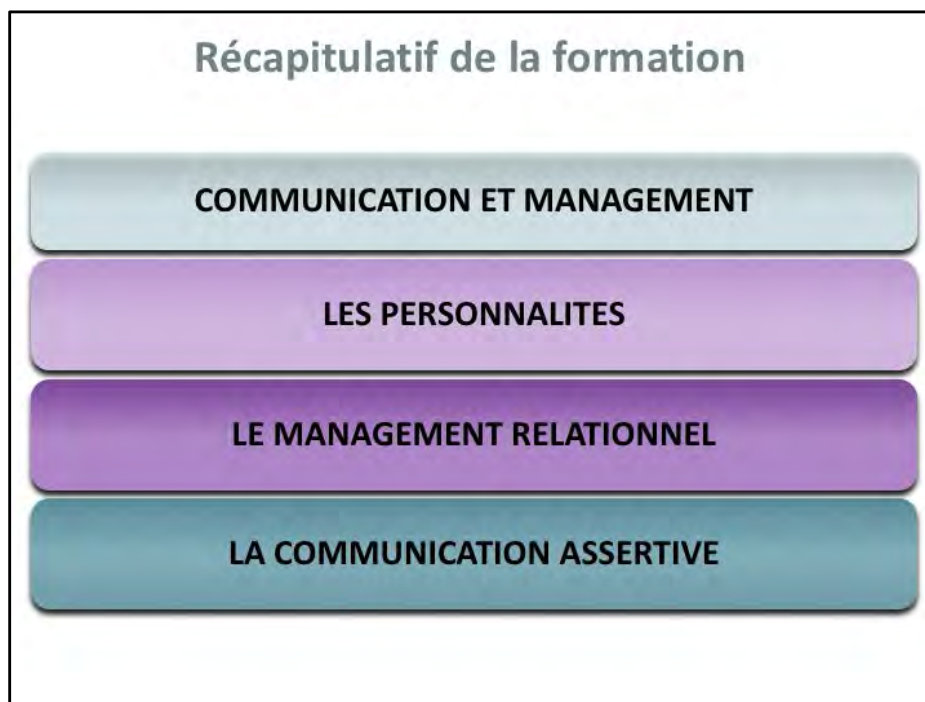 Récapitulatif de la formation
COMMUNICATION ET MANAGEMENT
LES PERSONNALITES
LE MANAGEMENT RELATIONNEL
LA COMMUNICATION ASSERTIVE